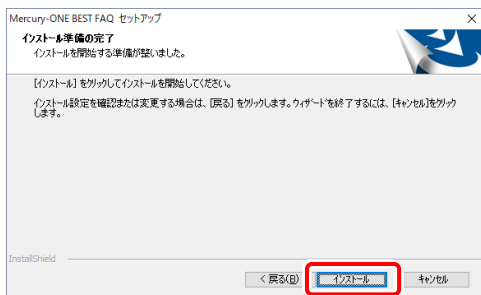 Mercury-ONE BEST FAQ セットアップ
インストール準備の完了
インストールを開始する準備が整いました。
[インストール] をクリックしてインストールを開始してください。
インストール設定を確認または変更する場合は、[戻る] をクリックします。ウィザードを終了するには、[キャンセル]をクリック
します。
InstallShield
< 戻る(B)
インストール
キャンセル